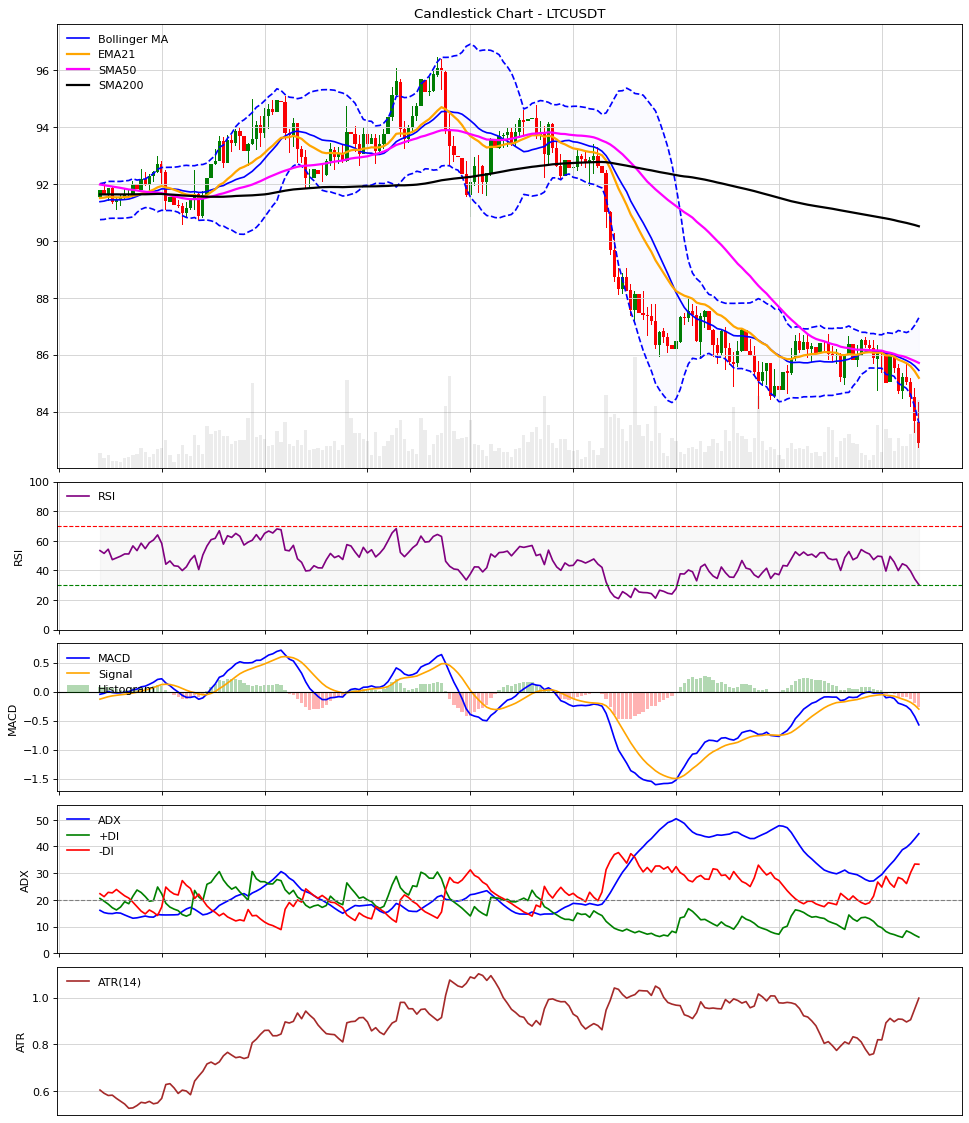 Candlestick Chart - LTCUSDT
Bollinger MA
EMA21
SMA50
SMA200
96
94
92
90
88
86
84
RSI
100
80
60
40
20
0
RSI
MACD
Signal
Histogram
0.5
0.0
−0.5
−1.0
−1.5
MACD
ADX
+DI
-DI
50
40
30
20
10
0
ADX
ATR(14)
1.0
0.8
0.6
ATR